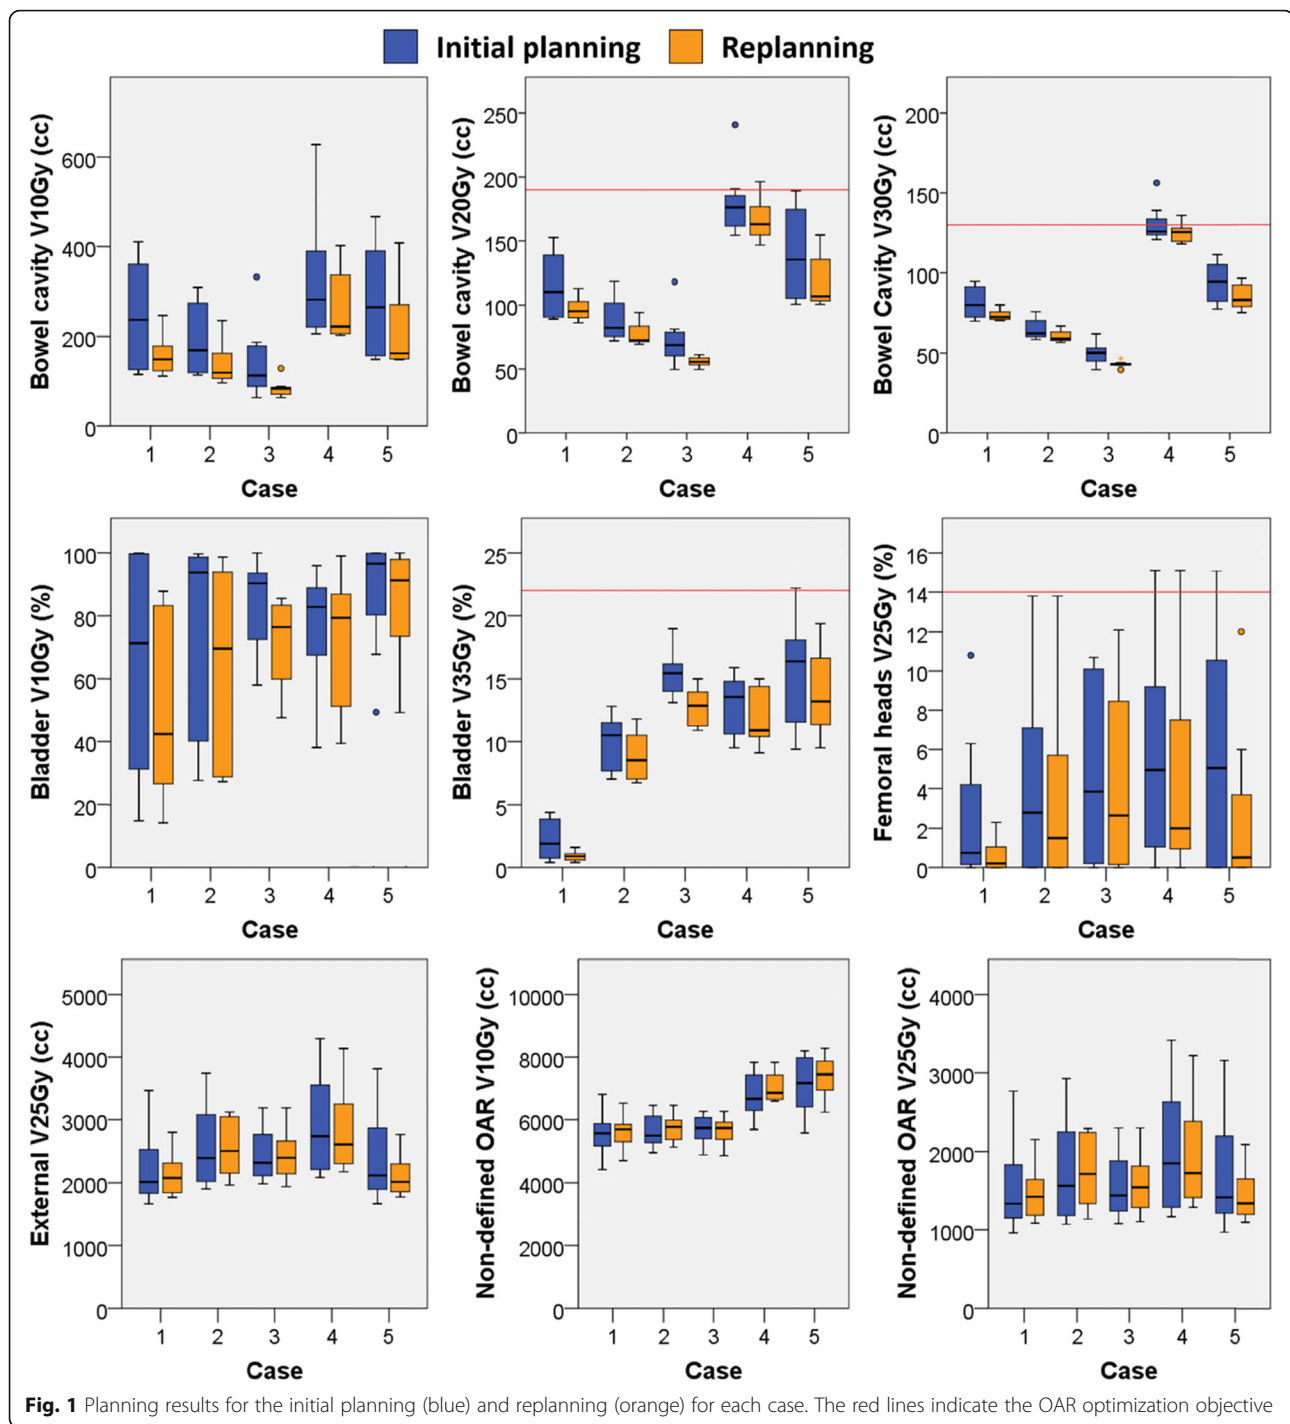 Initial planning Replanning
Bowel cavity V10Gy (cc)
600
400
200
0
1 2 3 4 5
Case
Bowel cavity V20Gy (cc)
250
200
150
100
50
0
1 2 3 4 5
Case
Bowel Cavity V30Gy (cc)
200
150
100
50
0
1 2 3 4 5
Case
Bladder V10Gy (%)
100
80
60
40
20
0
1 2 3 4 5
Case
Bladder V35Gy (%)
25
20
15
10
5
0
1 2 3 4 5
Case
Femoral heads V25Gy (%)
16
14
12
10
8
6
4
2
0
1 2 3 4 5
Case
External V25Gy (cc)
5000
4000
3000
2000
1000
0
1 2 3 4 5
Case
Non-defined OAR V10Gy (cc)
10000
8000
6000
4000
2000
0
1 2 3 4 5
Case
Non-defined OAR V25Gy (cc)
4000
3000
2000
1000
0
1 2 3 4 5
Case
Fig. 1 Planning results for the initial planning (blue) and replanning (orange) for each case. The red lines indicate the OAR optimization objective